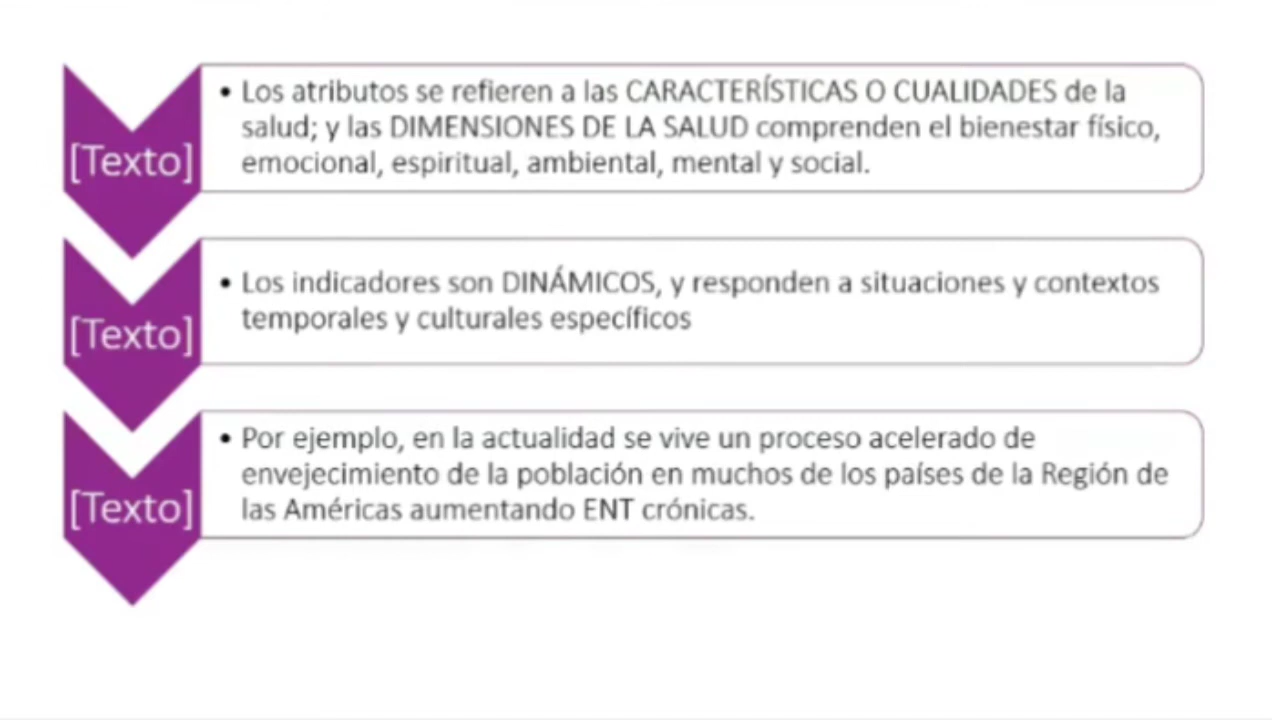 [Texto]
• Los atributos se refieren a las CARACTERÍSTICAS O CUALIDADES de la
salud; y las DIMENSIONES DE LA SALUD comprenden el bienestar físico,
emocional, espiritual, ambiental, mental y social.
[Texto]
• Los indicadores son DINÁMICOS, y responden a situaciones y contextos
temporales y culturales específicos
[Texto]
• Por ejemplo, en la actualidad se vive un proceso acelerado de
envejecimiento de la población en muchos de los países de la Región de
las Américas aumentando ENT crónicas.